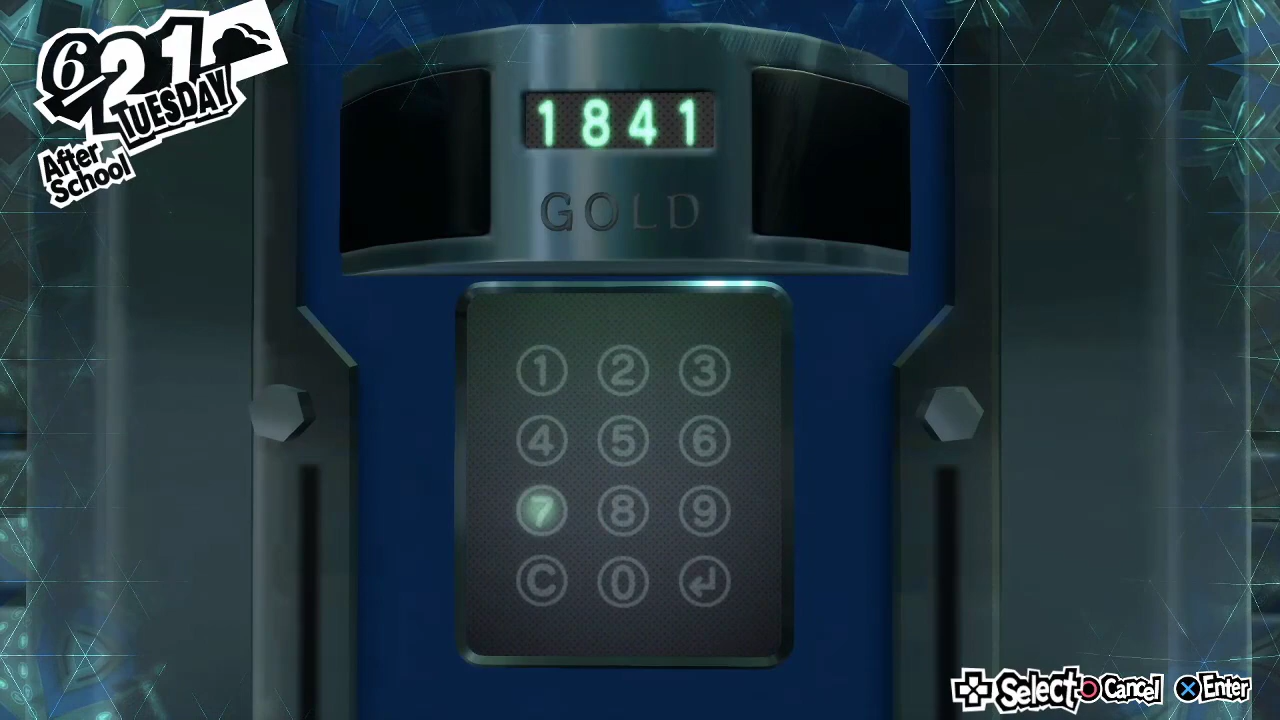 6/21
TUESDAY
After
School
1841
GOLD
1 2 3
4 5 6
7 8 9
C 0 ↵
Select Cancel Enter